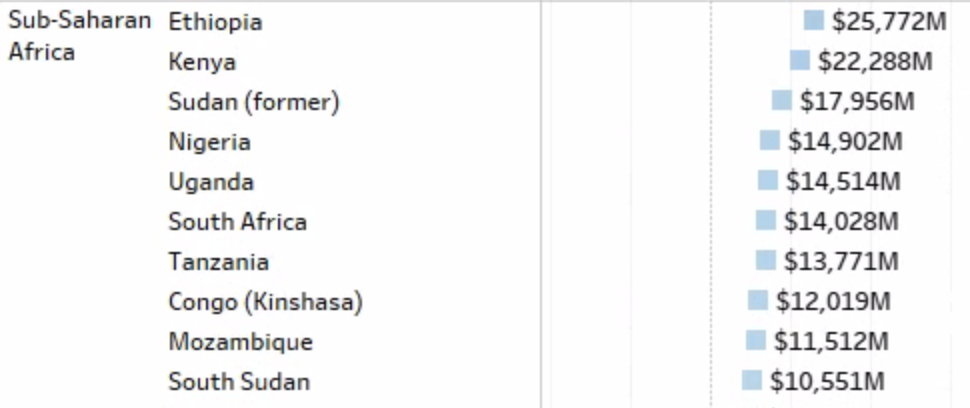 Sub-Saharan Africa
Ethiopia $25,772M
Kenya $22,288M
Sudan (former) $17,956M
Nigeria $14,902M
Uganda $14,514M
South Africa $14,028M
Tanzania $13,771M
Congo (Kinshasa) $12,019M
Mozambique $11,512M
South Sudan $10,551M